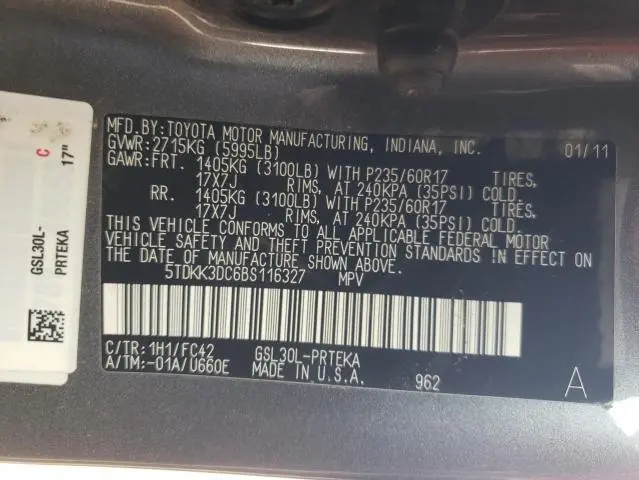 MFD.BY:TOYOTA MOTOR MANUFACTURING, INDIANA, INC. 01/11
GVWR:2715KG (5995LB)
GAWR:FRT. 1405KG (3100LB) WITH P235/60R17 TIRES,
17X7J RIMS, AT 240KPA (35PSI) COLD.
RR. 1405KG (3100LB) WITH P235/60R17 TIRES,
17X7J RIMS, AT 240KPA (35PSI) COLD.
THIS VEHICLE CONFORMS TO ALL APPLICABLE FEDERAL MOTOR
VEHICLE SAFETY AND THEFT PREVENTION STANDARDS IN EFFECT ON
THE DATE OF MANUFACTURE SHOWN ABOVE.
5TDKK3DC6BS116327 MPV
C/TR:1H1/FC42 GSL30L-PRTEKA
A/TM:-01A/U660E MADE IN U.S.A. 962 A
C 17"
GSL30L-
PRTEKA